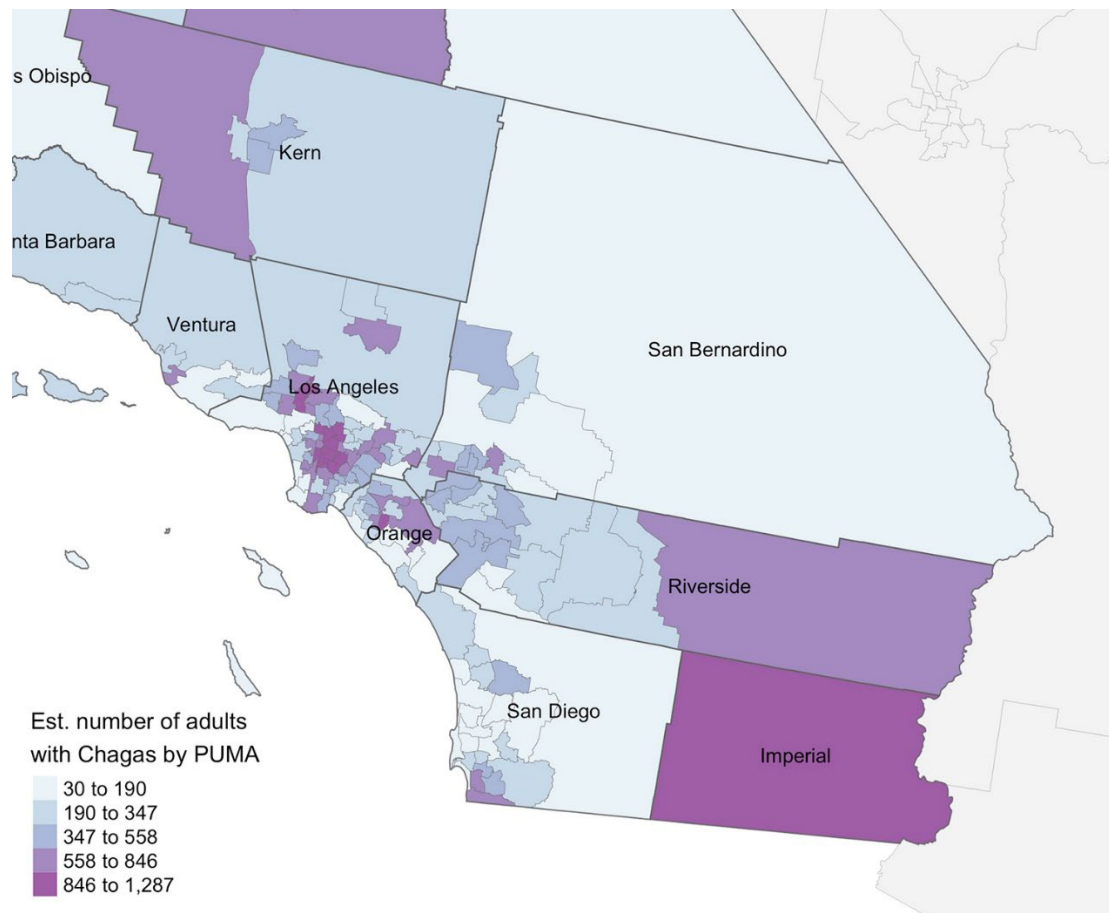 s Obispo
Kern
nta Barbara
Ventura
San Bernardino
Los Angeles
Orange
Riverside
San Diego
Imperial
Est. number of adults
with Chagas by PUMA
30 to 190
190 to 347
347 to 558
558 to 846
846 to 1,287